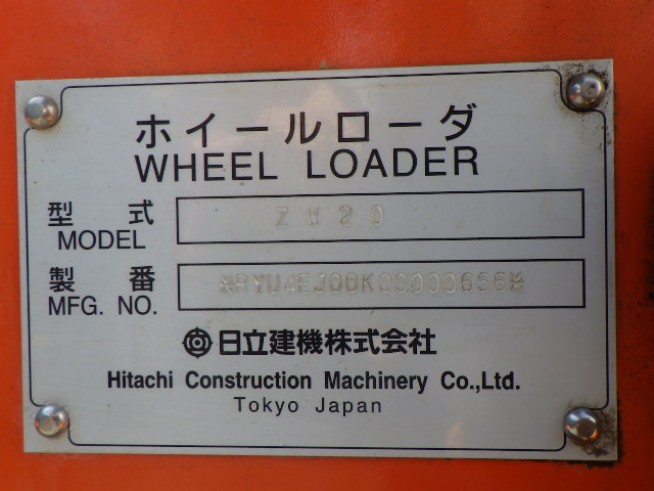 ホイールローダ
WHEEL LOADER
型式 ZW20
MODEL
製番
MFG. NO.
日立建機株式会社
Hitachi Construction Machinery Co.,Ltd.
Tokyo Japan